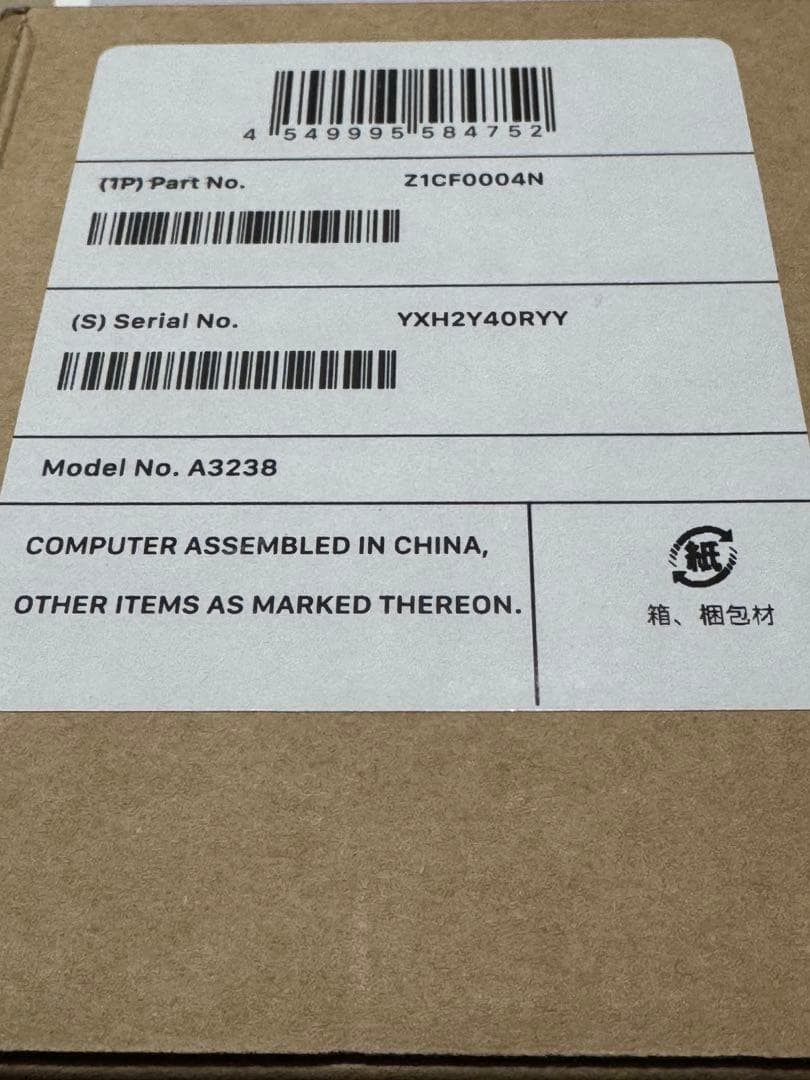 4 549995 584752
(1P) Part No. Z1CF0004N
(S) Serial No. YXH2Y40RYY
Model No. A3238
COMPUTER ASSEMBLED IN CHINA,
OTHER ITEMS AS MARKED THEREON.
紙
箱、梱包材